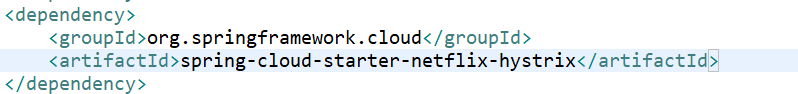 <dependency>
    <groupId>org.springframework.cloud</groupId>
    <artifactId>spring-cloud-starter-netflix-hystrix</artifactId>
</dependency>